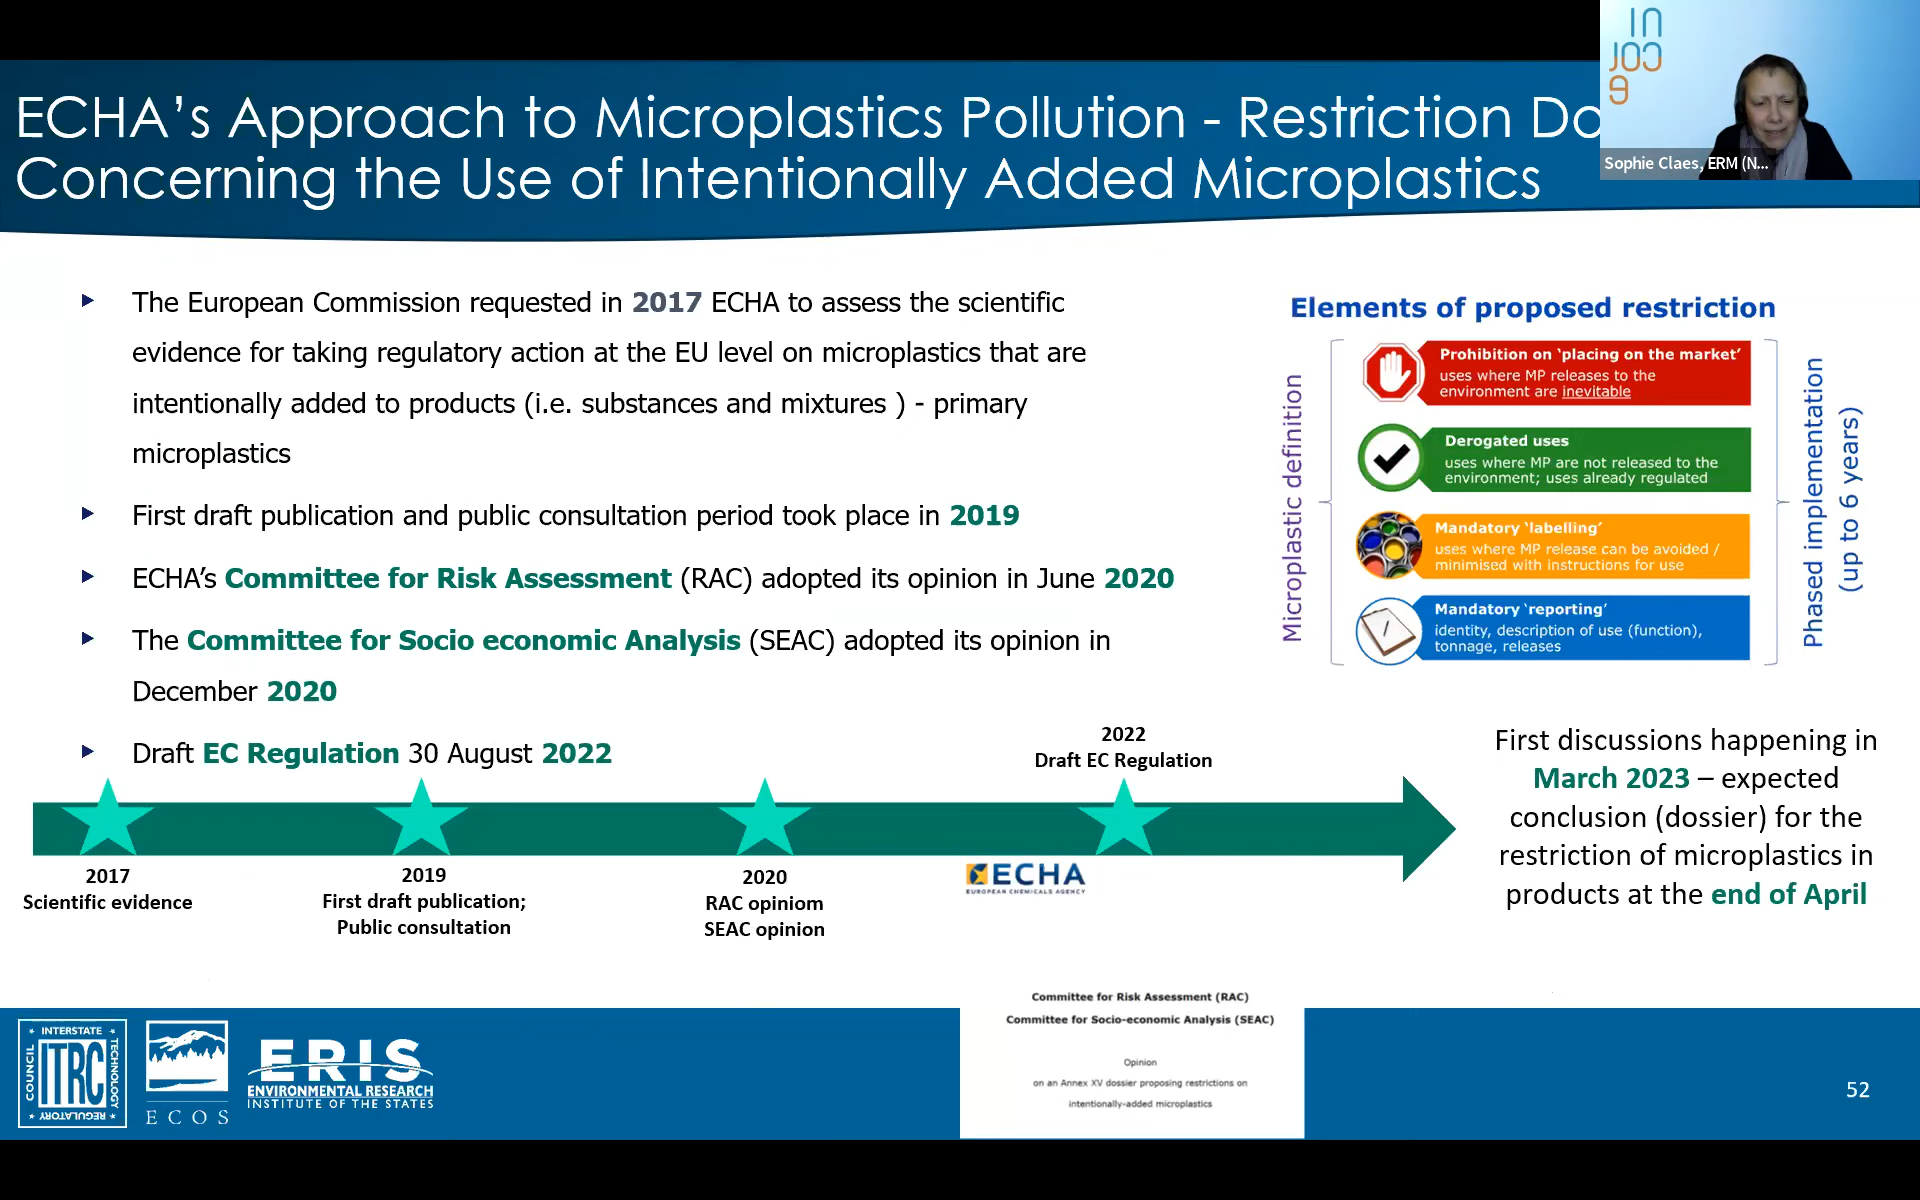 ECHA's Approach to Microplastics Pollution - Restriction Do
Concerning the Use of Intentionally Added Microplastics
Sophie Claes, ERM (N...
The European Commission requested in 2017 ECHA to assess the scientific
evidence for taking regulatory action at the EU level on microplastics that are
intentionally added to products (i.e. substances and mixtures ) - primary
microplastics
First draft publication and public consultation period took place in 2019
ECHA's Committee for Risk Assessment (RAC) adopted its opinion in June 2020
The Committee for Socio economic Analysis (SEAC) adopted its opinion in
December 2020
Draft EC Regulation 30 August 2022
Elements of proposed restriction
Microplastic definition
Prohibition on 'placing on the market'
uses where MP releases to the
environment are inevitable
Derogated uses
uses where MP are not released to the
environment; uses already regulated
Mandatory 'labelling'
uses where MP release can be avoided /
minimised with instructions for use
Mandatory 'reporting'
identity, description of use (function),
tonnage, releases
Phased implementation
(up to 6 years)
2022
Draft EC Regulation
2017
Scientific evidence
2019
First draft publication;
Public consultation
2020
RAC opiniom
SEAC opinion
ECHA
EUROPEAN CHEMICALS AGENCY
First discussions happening in
March 2023 – expected
conclusion (dossier) for the
restriction of microplastics in
products at the end of April
Committee for Risk Assessment (RAC)
Committee for Socio-economic Analysis (SEAC)
Opinion
on an Annex XV dossier proposing restrictions on
intentionally-added microplastics
INTERSTATE
TECHNOLOGY
REGULATORY
COUNCIL
ITRC
ECOS
ERIS
ENVIRONMENTAL RESEARCH
INSTITUTE OF THE STATES
52